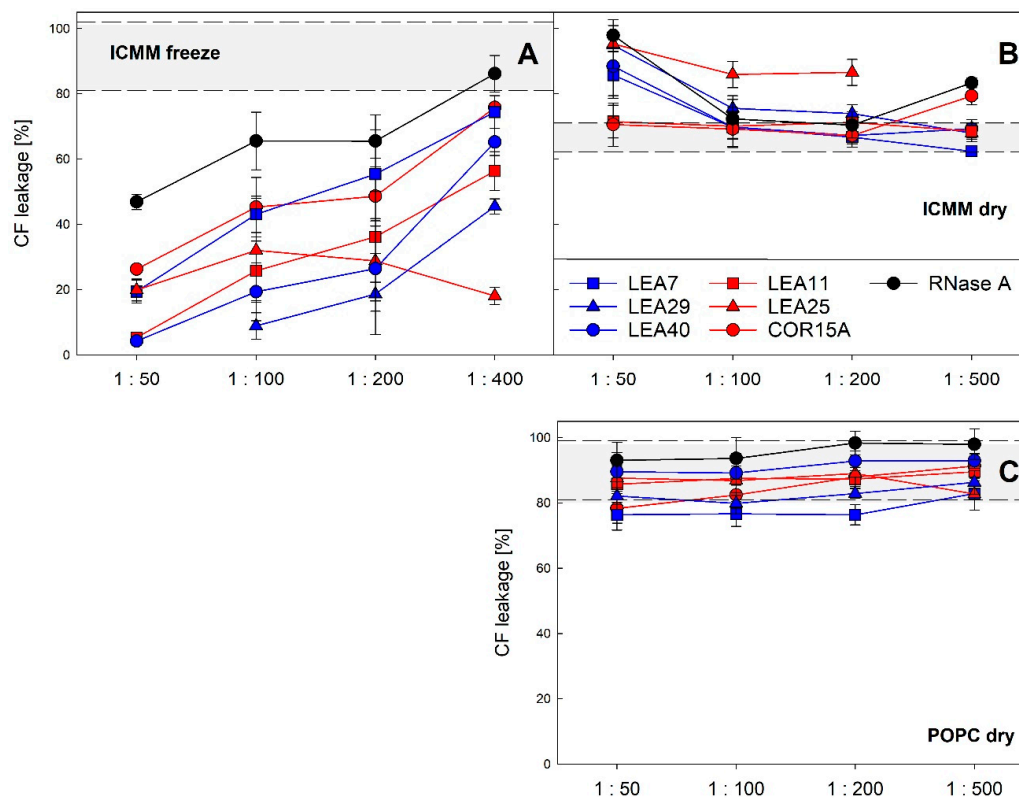 ICMM freeze
A
B
ICMM dry
CF leakage [%]
100
80
60
40
20
0
LEA7
LEA11
RNase A
LEA29
LEA25
LEA40
COR15A
1 : 50
1 : 100
1 : 200
1 : 400
1 : 50
1 : 100
1 : 200
1 : 500
C
CF leakage [%]
100
80
60
40
20
0
POPC dry
1 : 50
1 : 100
1 : 200
1 : 500